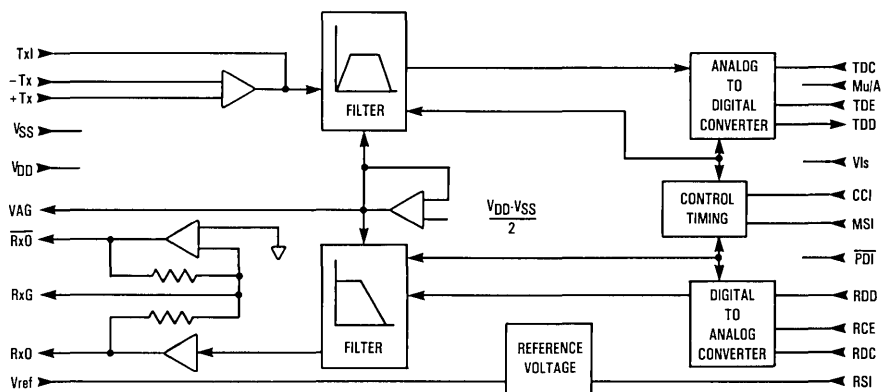 TxI
−Tx
+Tx
VSS
VDD
VAG
RxO
RxG
RxO
Vref
FILTER
VDD-VSS
2
FILTER
REFERENCE
VOLTAGE
ANALOG
TO
DIGITAL
CONVERTER
CONTROL
TIMING
DIGITAL
TO
ANALOG
CONVERTER
TDC
Mu/A
TDE
TDD
VIs
CCI
MSI
PDI
RDD
RCE
RDC
RSI